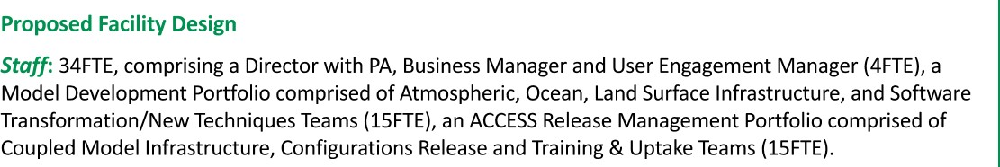 Proposed Facility Design
Staff: 34FTE, comprising a Director with PA, Business Manager and User Engagement Manager (4FTE), a
Model Development Portfolio comprised of Atmospheric, Ocean, Land Surface Infrastructure, and Software
Transformation/New Techniques Teams (15FTE), an ACCESS Release Management Portfolio comprised of
Coupled Model Infrastructure, Configurations Release and Training & Uptake Teams (15FTE).